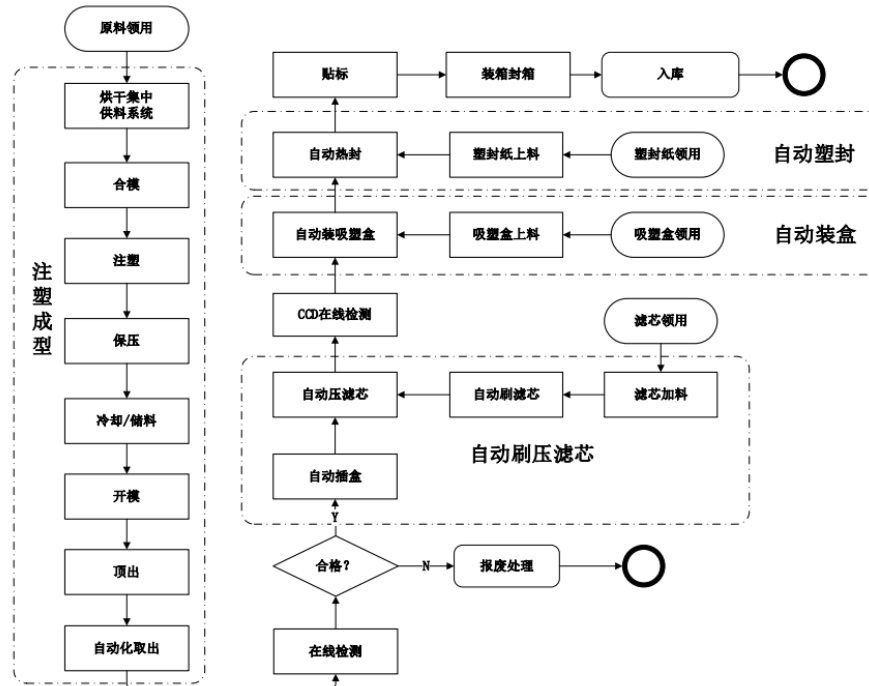 原料领用
烘干集中
供料系统
合模
注塑
保压
冷却/储料
开模
顶出
自动化取出
注塑成型
贴标
装箱封箱
入库
自动热封
塑封纸上料
塑封纸领用
自动塑封
自动装吸塑盒
吸塑盒上料
吸塑盒领用
自动装盒
CCD在线检测
滤芯领用
自动压滤芯
自动刷滤芯
滤芯加料
自动刷压滤芯
自动插盒
Y
合格？
N
报废处理
在线检测